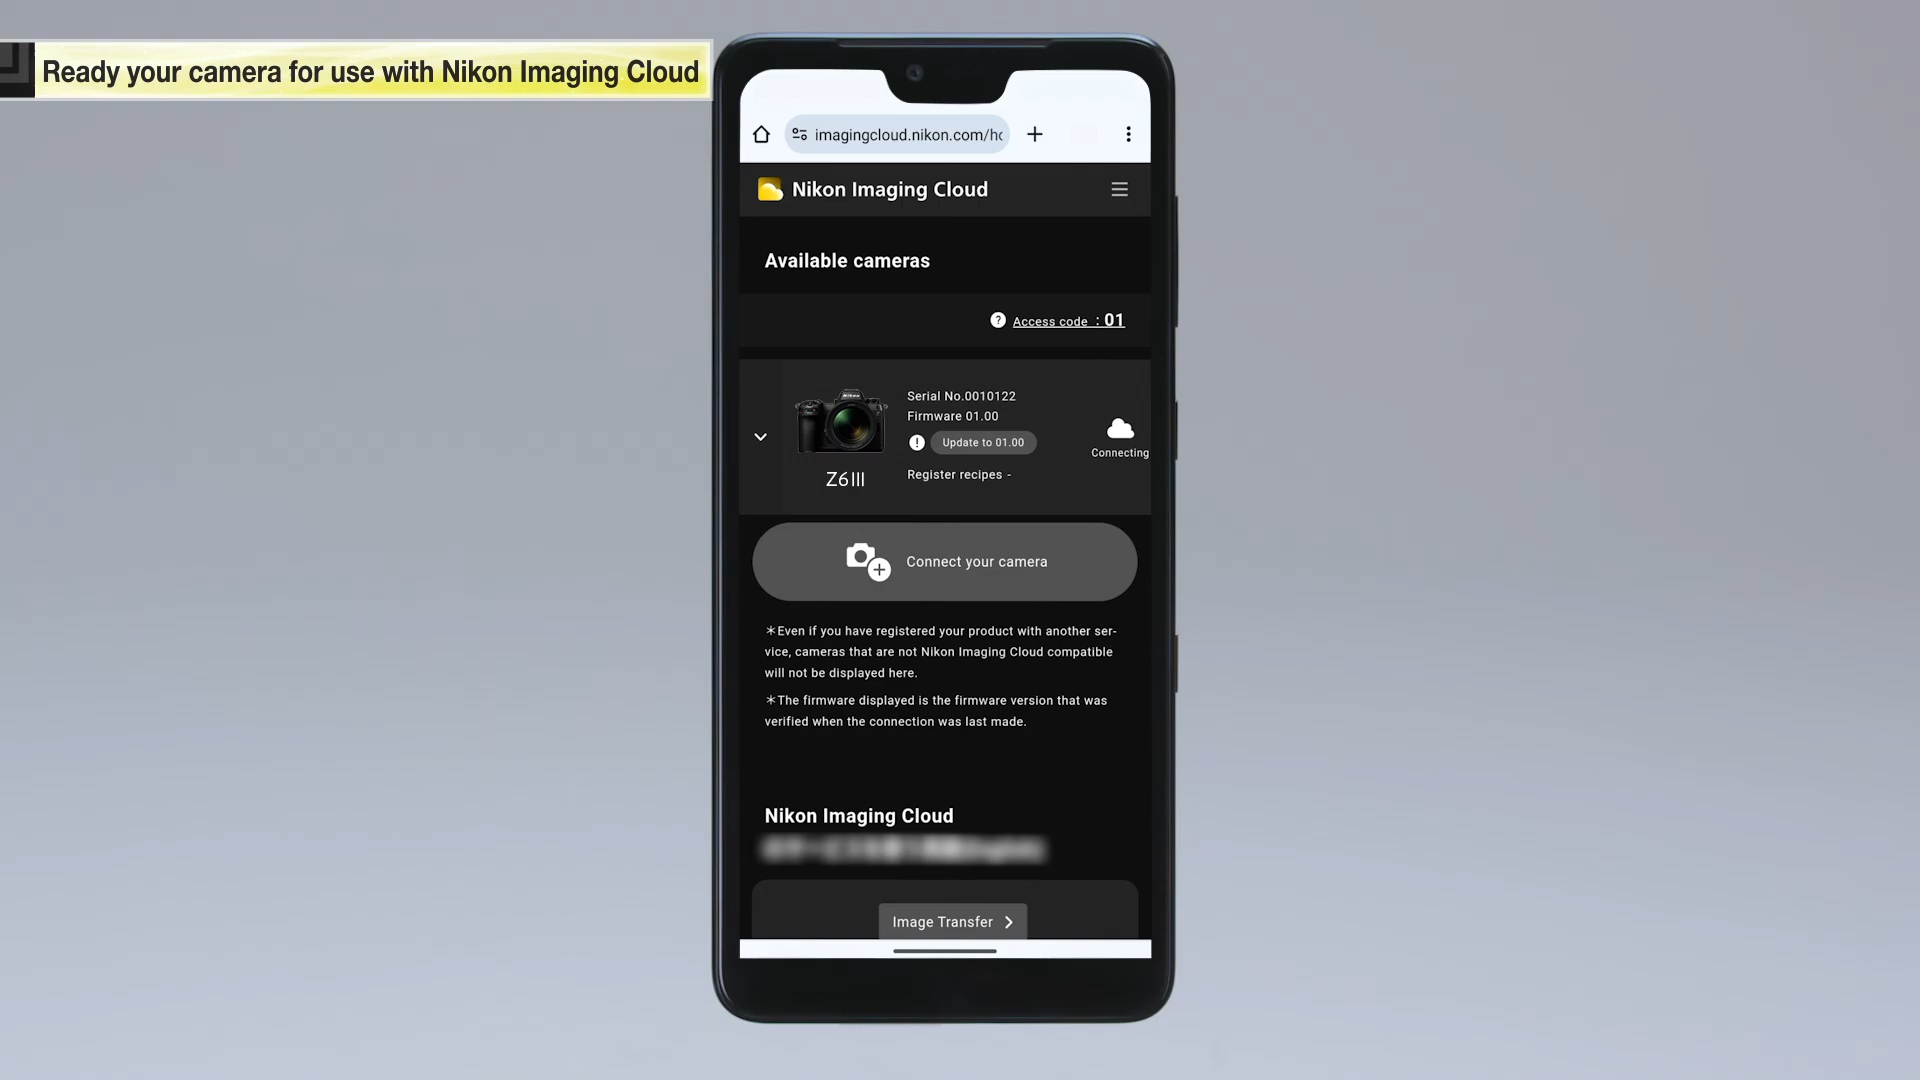 Ready your camera for use with Nikon Imaging Cloud
imagingcloud.nikon.com/hc
Nikon Imaging Cloud
Available cameras
? Access code : 01
Nikon
Serial No.0010122
Firmware 01.00
! Update to 01.00
Connecting
Register recipes -
Z6III
Connect your camera
*Even if you have registered your product with another ser-
vice, cameras that are not Nikon Imaging Cloud compatible
will not be displayed here.
*The firmware displayed is the firmware version that was
verified when the connection was last made.
Nikon Imaging Cloud
Image Transfer